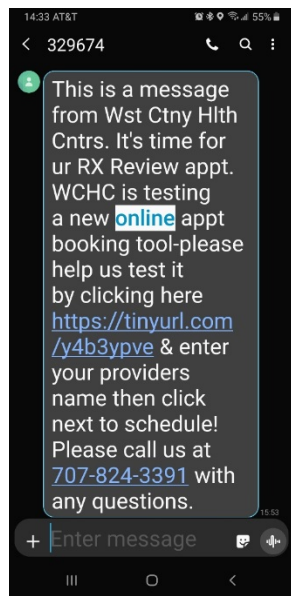 14:33 AT&T 55%
329674
This is a message
from Wst Ctny Hlth
Cntrs. It's time for
ur RX Review appt.
WCHC is testing
a new online appt
booking tool-please
help us test it
by clicking here
https://tinyurl.com
/y4b3ypve & enter
your providers
name then click
next to schedule!
Please call us at
707-824-3391 with
any questions.
15:53
Enter message